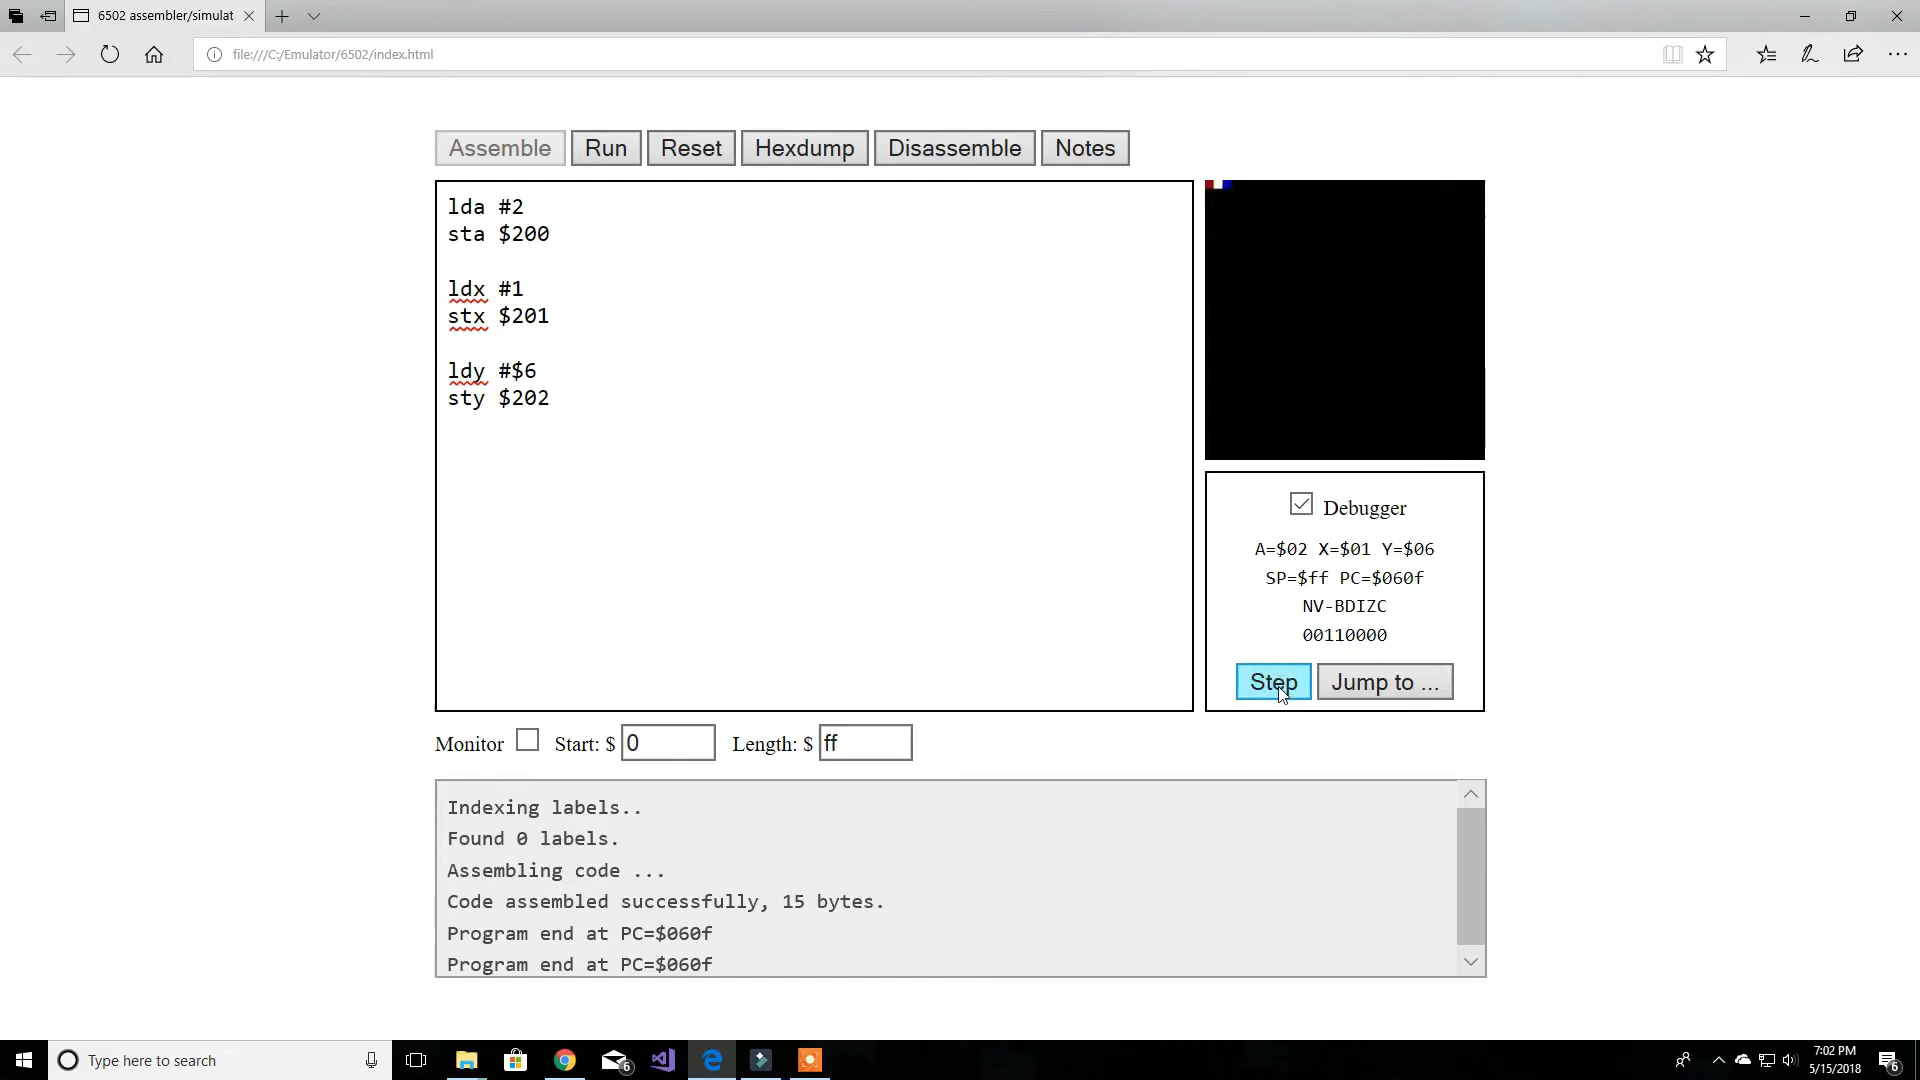 6502 assembler/simulat
file:///C:/Emulator/6502/index.html
Assemble Run Reset Hexdump Disassemble Notes
lda #2
sta $200
ldx #1
stx $201
ldy #$6
sty $202
Debugger
A=$02 X=$01 Y=$06
SP=$ff PC=$060f
NV-BDIZC
00110000
Step Jump to ...
Monitor Start: $ 0 Length: $ ff
Indexing labels..
Found 0 labels.
Assembling code ...
Code assembled successfully, 15 bytes.
Program end at PC=$060f
Program end at PC=$060f
Type here to search
6
7:02 PM
5/15/2018
6